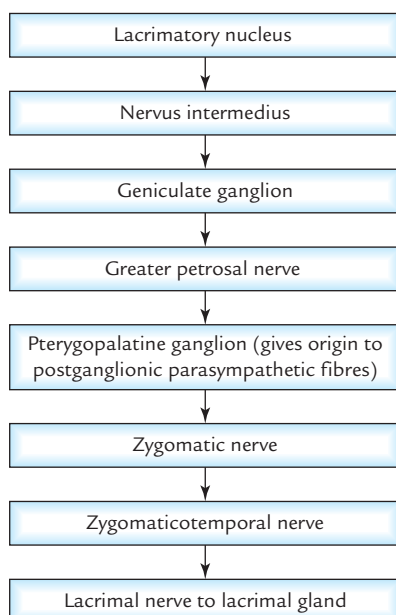 Lacrimatory nucleus
Nervus intermedius
Geniculate ganglion
Greater petrosal nerve
Pterygopalatine ganglion (gives origin to
postganglionic parasympathetic fibres)
Zygomatic nerve
Zygomaticotemporal nerve
Lacrimal nerve to lacrimal gland